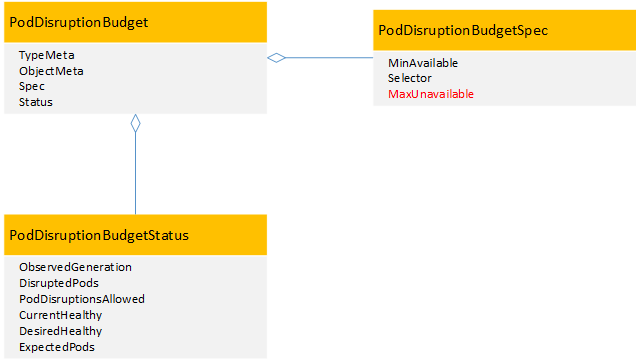 PodDisruptionBudget
TypeMeta
ObjectMeta
Spec
Status
PodDisruptionBudgetSpec
MinAvailable
Selector
MaxUnavailable
PodDisruptionBudgetStatus
ObservedGeneration
DisruptedPods
PodDisruptionsAllowed
CurrentHealthy
DesiredHealthy
ExpectedPods